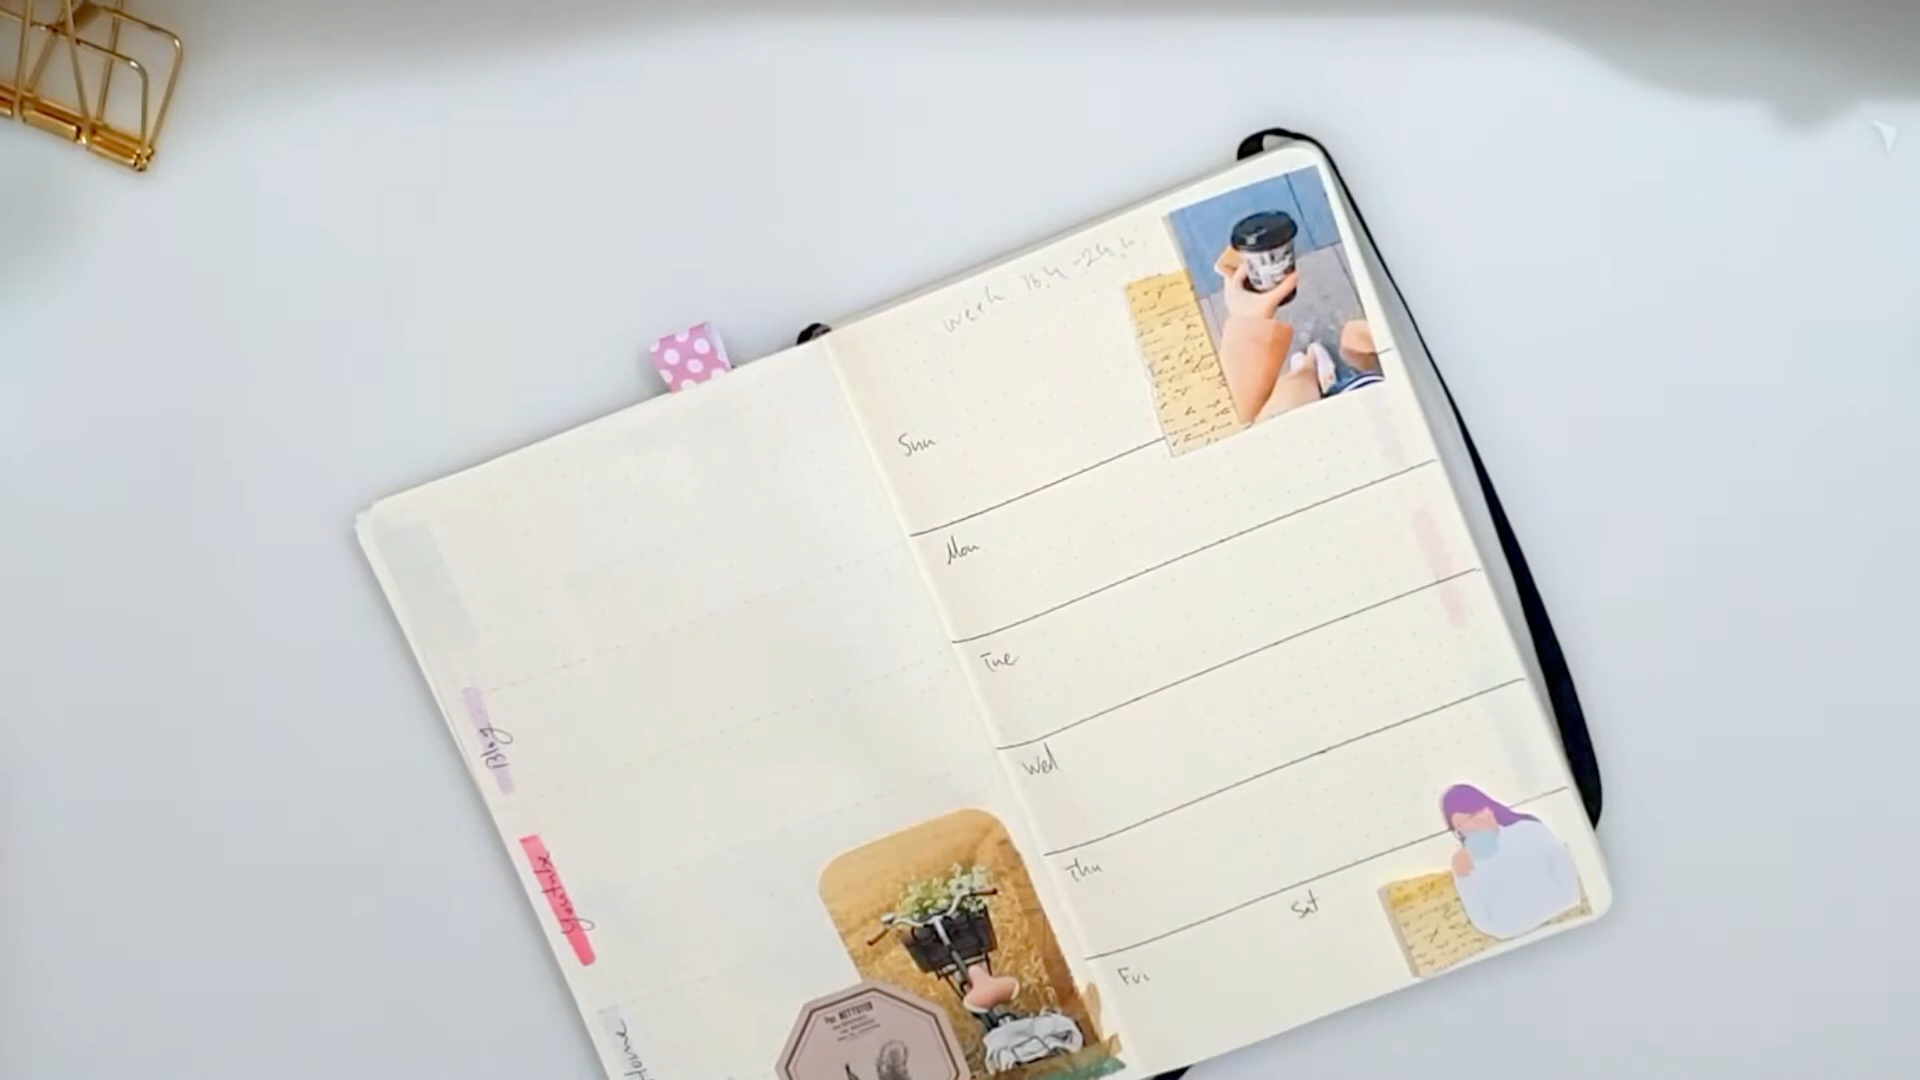 week 18.4 - 24.4.
Sun
Mon
Tue
Wed
Thu
Sat
Fri
Blog
Youtube
Home